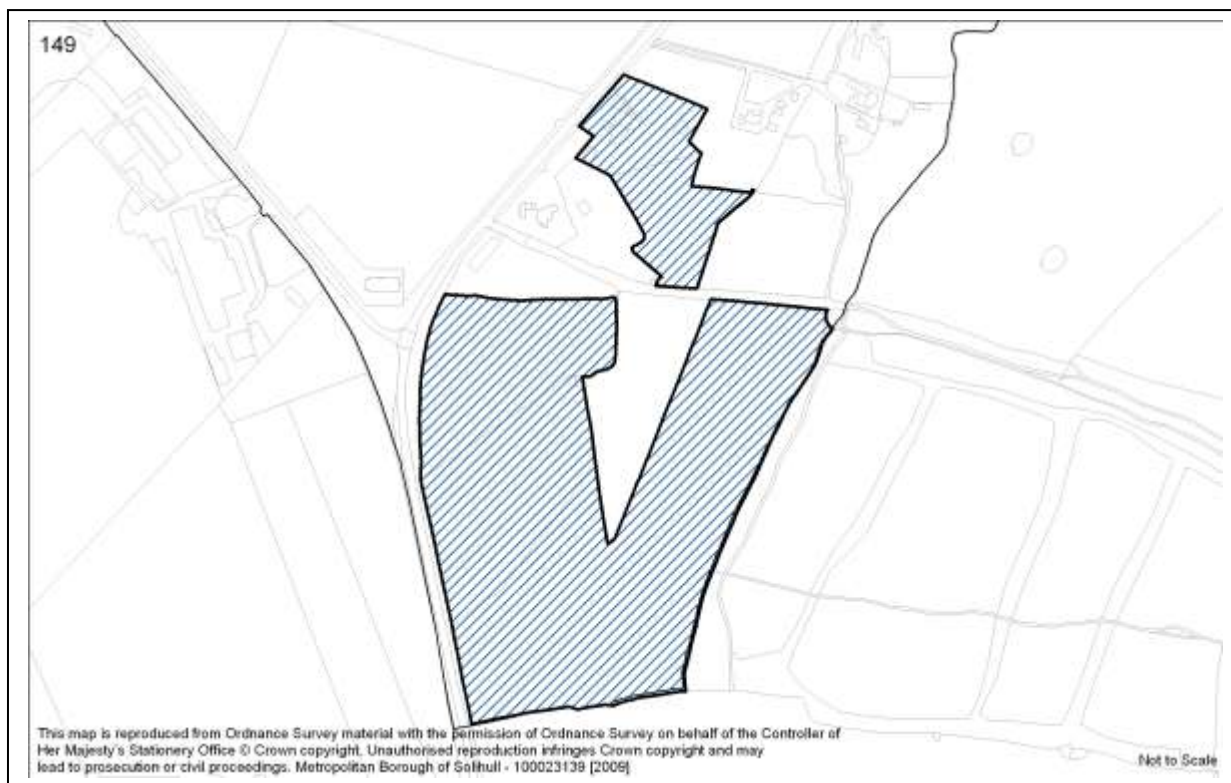 149
This map is reproduced from Ordnance Survey material with the permission of Ordnance Survey on behalf of the Controller of
Her Majesty's Stationery Office © Crown copyright. Unauthorised reproduction infringes Crown copyright and may
lead to prosecution or civil proceedings. Metropolitan Borough of Solihull - 100023139 [2009]
Not to Scale